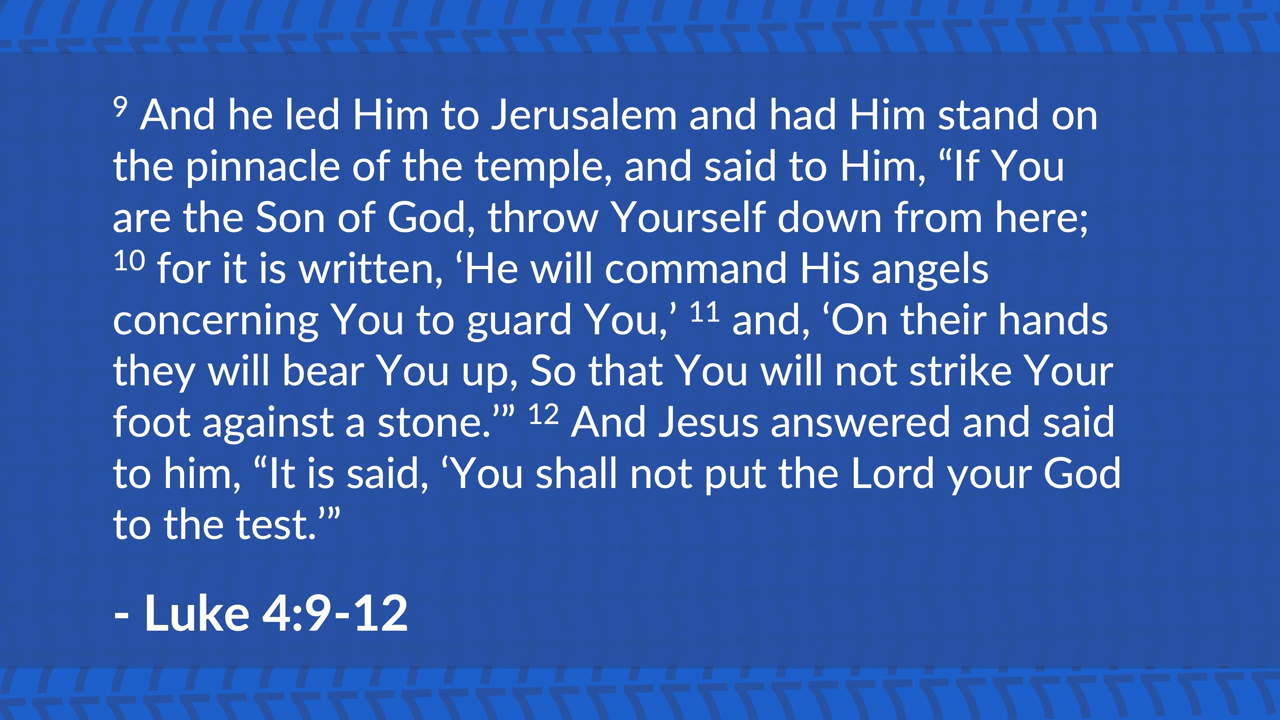 ⁹ And he led Him to Jerusalem and had Him stand on
the pinnacle of the temple, and said to Him, “If You
are the Son of God, throw Yourself down from here;
¹⁰ for it is written, ‘He will command His angels
concerning You to guard You,’ ¹¹ and, ‘On their hands
they will bear You up, So that You will not strike Your
foot against a stone.’” ¹² And Jesus answered and said
to him, “It is said, ‘You shall not put the Lord your God
to the test.’”
- Luke 4:9-12